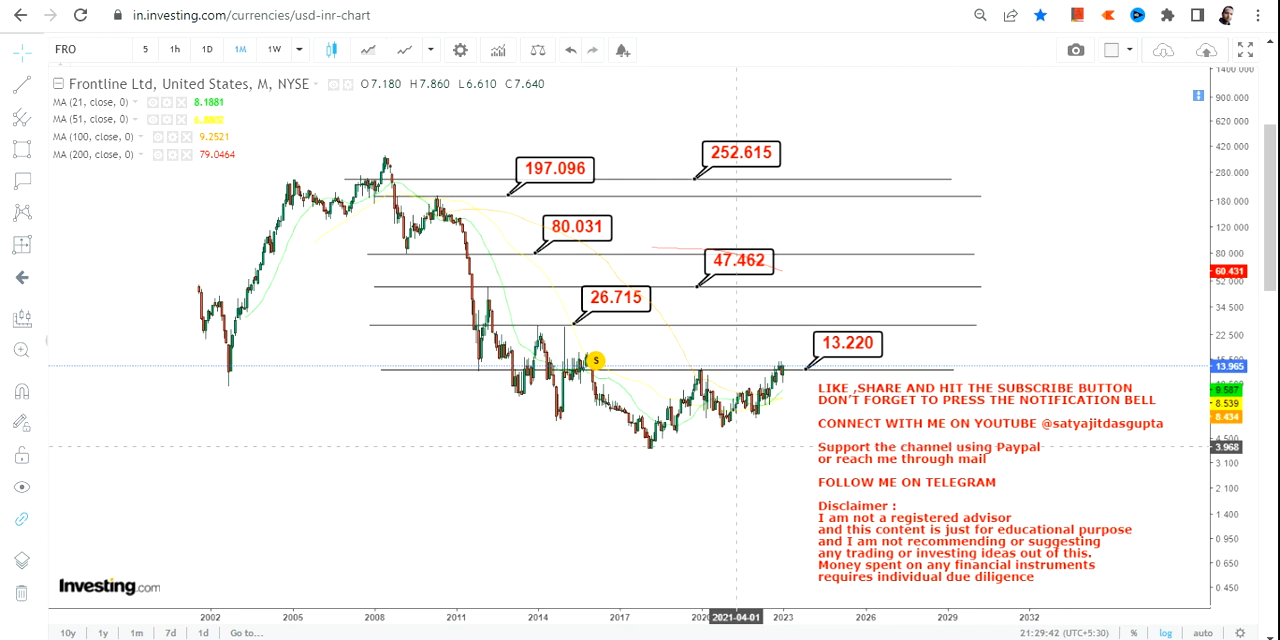 in.investing.com/currencies/usd-inr-chart
FRO 5 1h 1D 1M 1W
Frontline Ltd, United States, M, NYSE O7.180 H7.860 L6.610 C7.640
MA (21, close, 0) 8.1881
MA (51, close, 0)
MA (100, close, 0) 9.2521
MA (200, close, 0) 79.0464
252.615
197.096
80.031
47.462
26.715
13.220
S
1400.000
900.000
620.000
420.000
280.000
180.000
120.000
80.000
60.431
52.000
34.500
22.500
13.965
8.587
8.539
8.434
3.968
3.100
2.100
1.400
0.950
0.650
0.450
LIKE ,SHARE AND HIT THE SUBSCRIBE BUTTON
DON'T FORGET TO PRESS THE NOTIFICATION BELL
CONNECT WITH ME ON YOUTUBE @satyajitdasgupta
Support the channel using Paypal
or reach me through mail
FOLLOW ME ON TELEGRAM
Disclaimer :
I am not a registered advisor
and this content is just for educational purpose
and I am not recommending or suggesting
any trading or investing ideas out of this.
Money spent on any financial instruments
requires individual due diligence
Investing.com
2002 2005 2008 2011 2014 2017 2021-04-01 2023 2026 2029 2032
10y 1y 1m 7d 1d Go to... 21:29:42 (UTC+5:30) % log auto